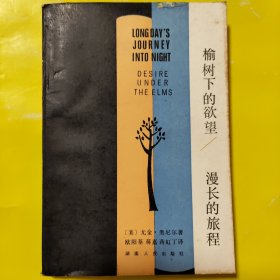 LONG DAY'S
JOURNEY
INTO NIGHT
DESIRE
UNDER
THE ELMS
榆树下的欲望/
漫长的旅程
〔美〕尤金·奥尼尔著
欧阳基 蒋嘉 蒋虹丁译
湖南人民出版社